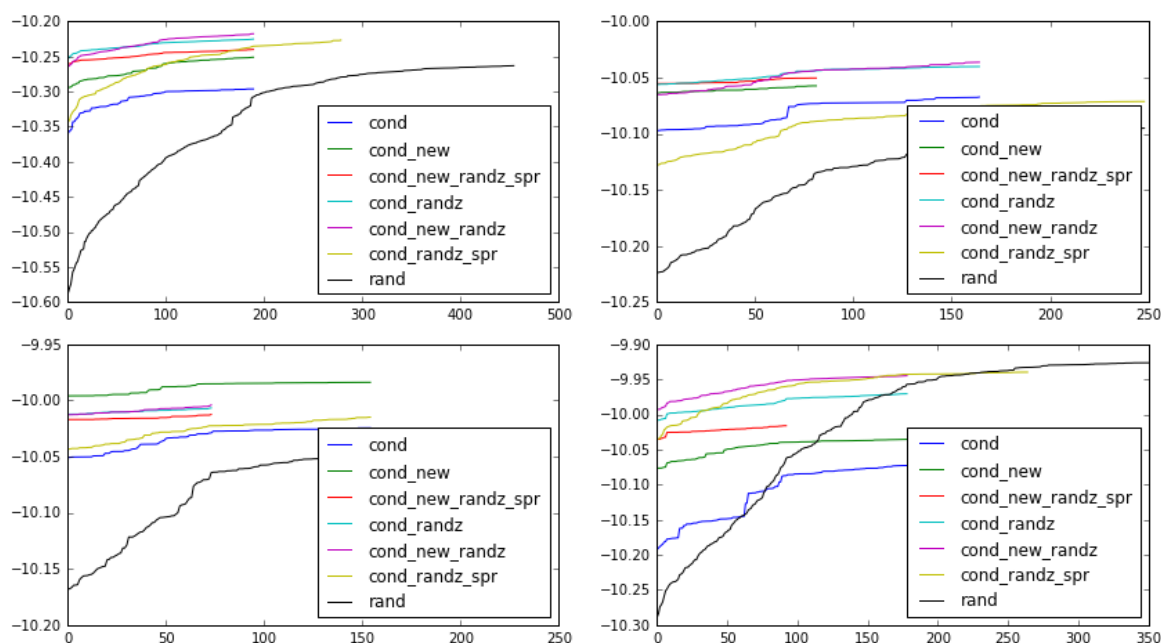 −10.20
−10.25
−10.30
−10.35
−10.40
−10.45
−10.50
−10.55
−10.60
0 100 200 300 400 500
cond
cond_new
cond_new_randz_spr
cond_randz
cond_new_randz
cond_randz_spr
rand
−10.00
−10.05
−10.10
−10.15
−10.20
−10.25
0 50 100 150 200 250
cond
cond_new
cond_new_randz_spr
cond_randz
cond_new_randz
cond_randz_spr
rand
−9.95
−10.00
−10.05
−10.10
−10.15
−10.20
0 50 100 150 200 250
cond
cond_new
cond_new_randz_spr
cond_randz
cond_new_randz
cond_randz_spr
rand
−9.90
−9.95
−10.00
−10.05
−10.10
−10.15
−10.20
−10.25
−10.30
0 50 100 150 200 250 300 350
cond
cond_new
cond_new_randz_spr
cond_randz
cond_new_randz
cond_randz_spr
rand